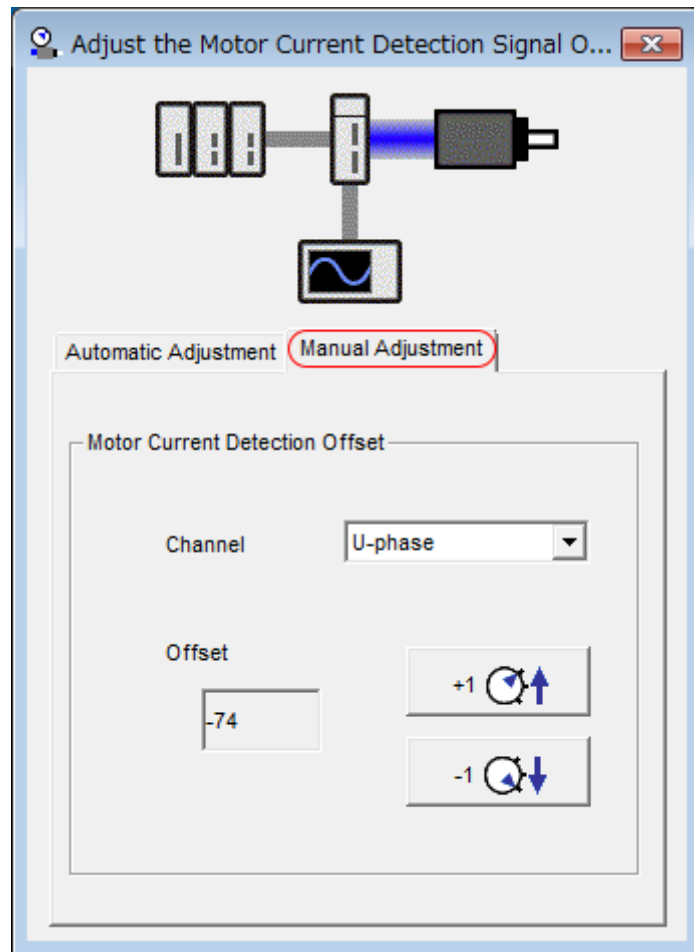 Adjust the Motor Current Detection Signal O...
Automatic Adjustment
Manual Adjustment
Motor Current Detection Offset
Channel
U-phase
Offset
+1
-74
-1